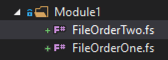 Module1
+ F# FileOrderTwo.fs
+ F# FileOrderOne.fs